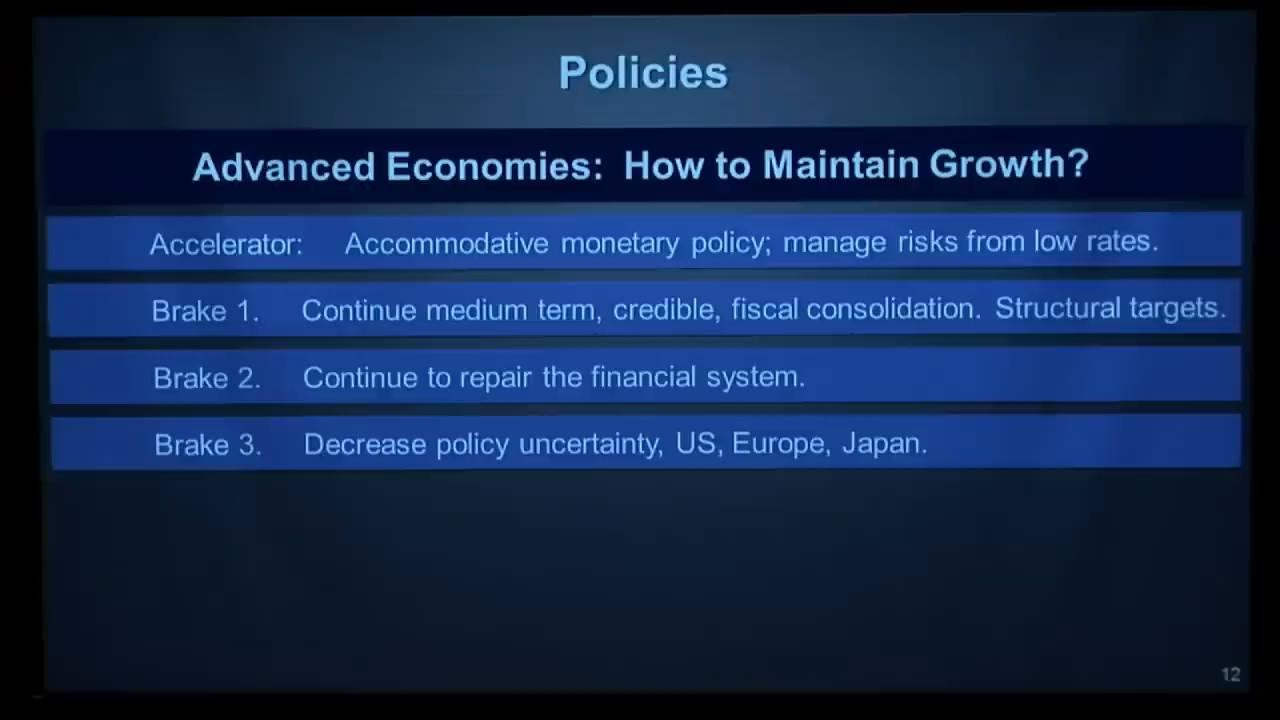 Policies
Advanced Economies: How to Maintain Growth?
Accelerator: Accommodative monetary policy; manage risks from low rates.
Brake 1. Continue medium term, credible, fiscal consolidation. Structural targets.
Brake 2. Continue to repair the financial system.
Brake 3. Decrease policy uncertainty, US, Europe, Japan.
12